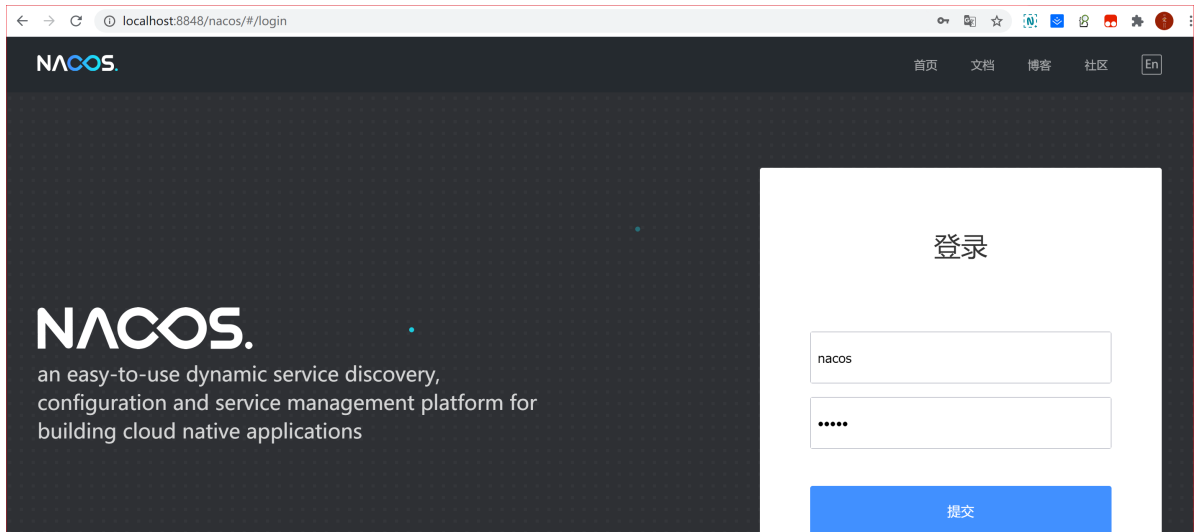 localhost:8848/nacos/#/login
NACOS.
首页 文档 博客 社区 En
登录
NACOS.
an easy-to-use dynamic service discovery,
configuration and service management platform for
building cloud native applications
nacos
•••••
提交